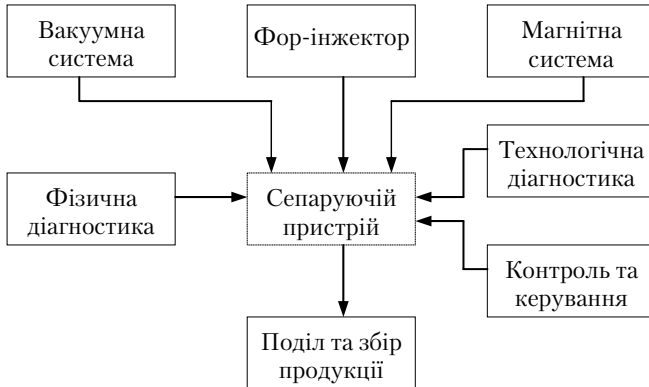 Вакуумна
система
Фор-інжектор
Магнітна
система
Технологічна
діагностика
Фізична
діагностика
Сепаруючій
пристрій
Контроль та
керування
Поділ та збір
продукції